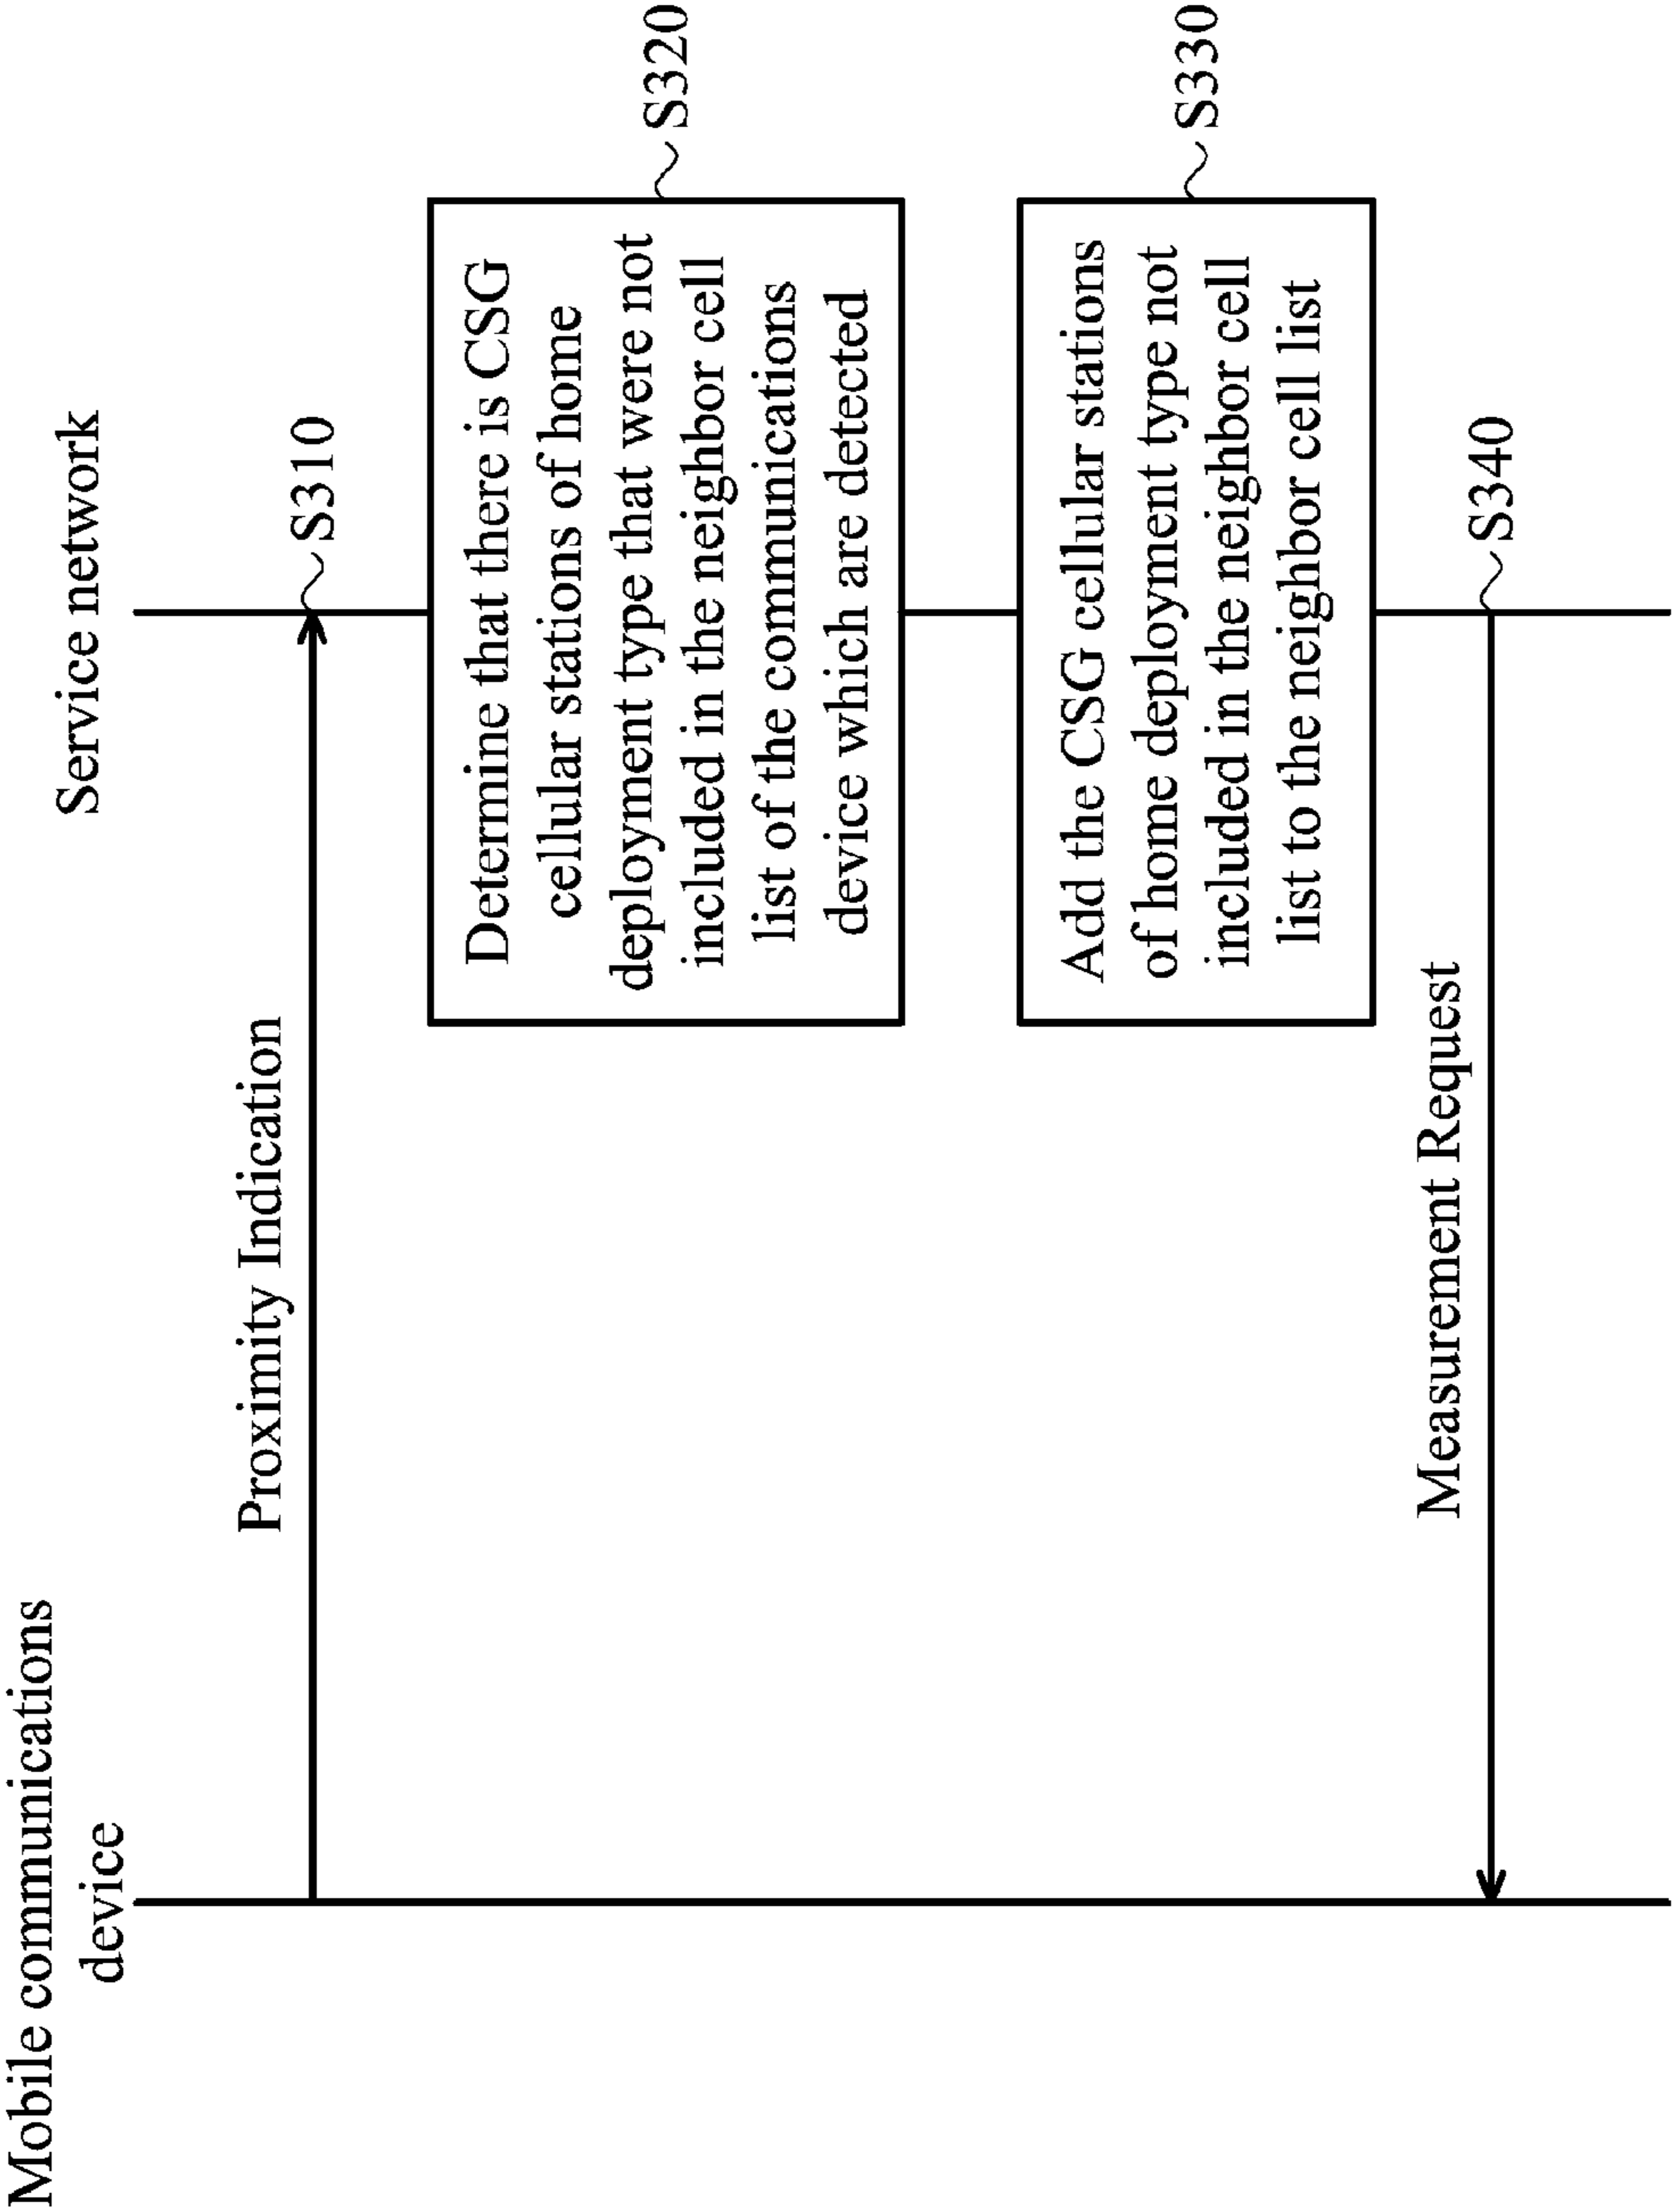 Mobile communications
device
Service network
Proximity Indication
S310
Determine that there is CSG
cellular stations of home
deployment type that were not
included in the neighbor cell
list of the communications
device which are detected
S320
Add the CSG cellular stations
of home deployment type not
included in the neighbor cell
list to the neighbor cell list
S330
Measurement Request
S340